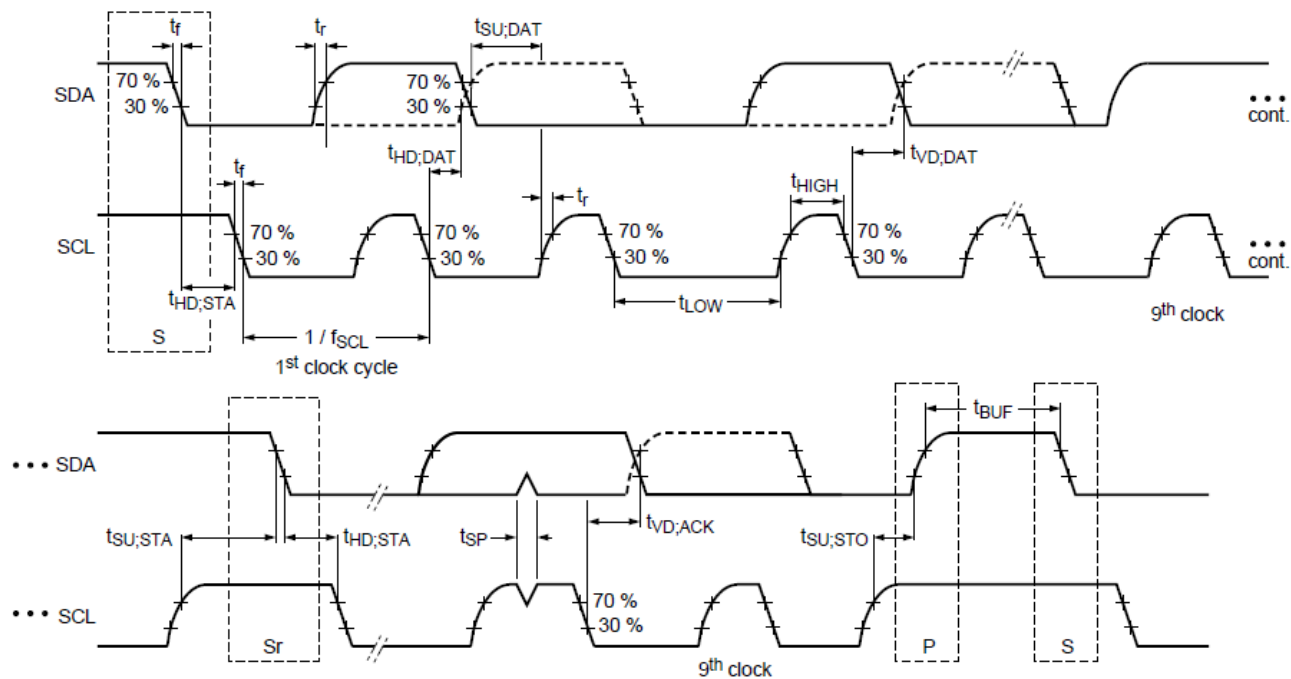 tf tr tSU;DAT
70 %
30 %
SDA
70 %
30 %
••• cont.
tHD;DAT
tVD;DAT
tf
tr
tHIGH
70 %
30 %
SCL
70 %
30 %
70 %
30 %
••• cont.
tHD;STA
tLOW
9th clock
S
1 / fSCL
1st clock cycle
tBUF
••• SDA
tSU;STA
tHD;STA
tSP
tVD;ACK
tSU;STO
••• SCL
70 %
30 %
Sr
9th clock
P
S